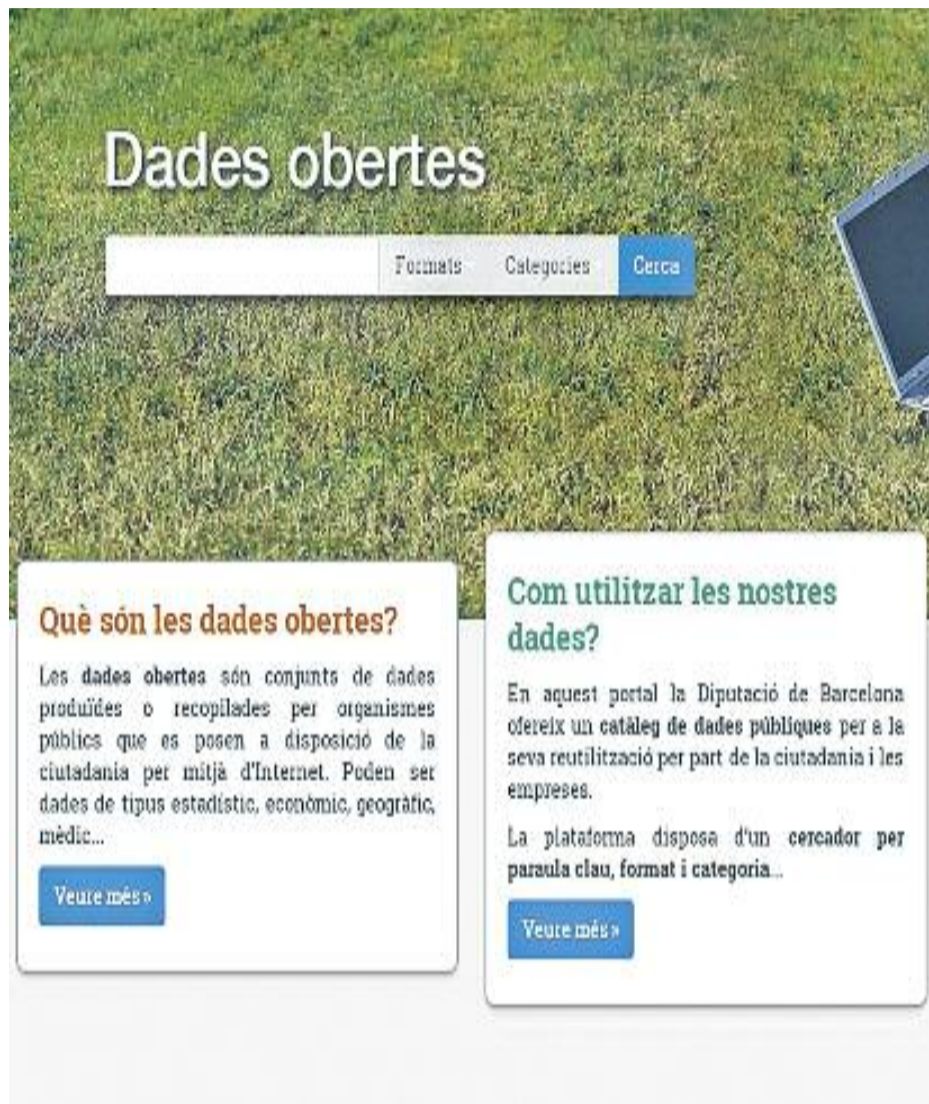 Dades obertes
Formats Categories Cerca
Què són les dades obertes?
Les dades obertes són conjunts de dades
produïdes o recopilades per organismes
públics que es posen a disposició de la
ciutadania per mitjà d'Internet. Poden ser
dades de tipus estadístic, econòmic, geogràfic,
mèdic...
Veure més »
Com utilitzar les nostres
dades?
En aquest portal la Diputació de Barcelona
ofereix un catàleg de dades públiques per a la
seva reutilització per part de la ciutadania i les
empreses.
La plataforma disposa d'un cercador per
paraula clau, format i categoria...
Veure més »